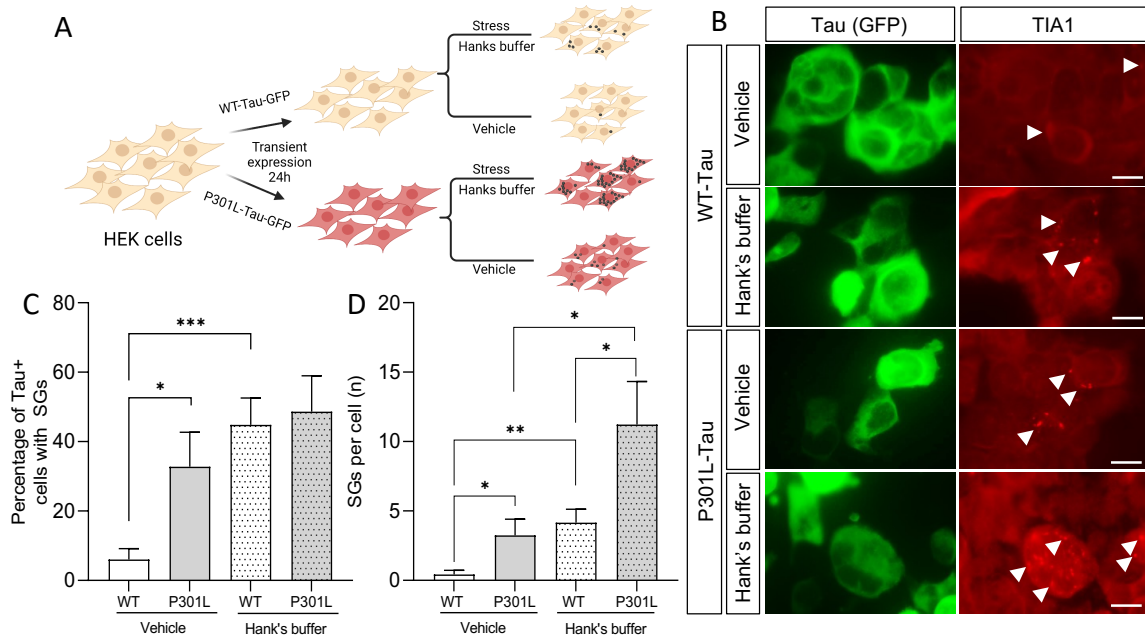 A
Stress
Hanks buffer
WT-Tau-GFP
Vehicle
Transient
expression
24h
Stress
Hanks buffer
P301L-Tau-GFP
HEK cells
Vehicle
B
Tau (GFP)
TIA1
WT-Tau
Vehicle
Hank's buffer
P301L-Tau
Vehicle
Hank's buffer
C
Percentage of Tau+
cells with SGs
80
60
40
20
0
***
*
WT
P301L
WT
P301L
Vehicle
Hank's buffer
D
SGs per cell (n)
20
15
10
5
0
*
*
**
*
WT
P301L
WT
P301L
Vehicle
Hank's buffer